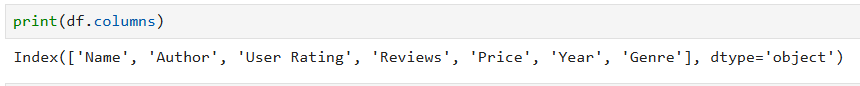 print(df.columns)
Index(['Name', 'Author', 'User Rating', 'Reviews', 'Price', 'Year', 'Genre'], dtype='object')